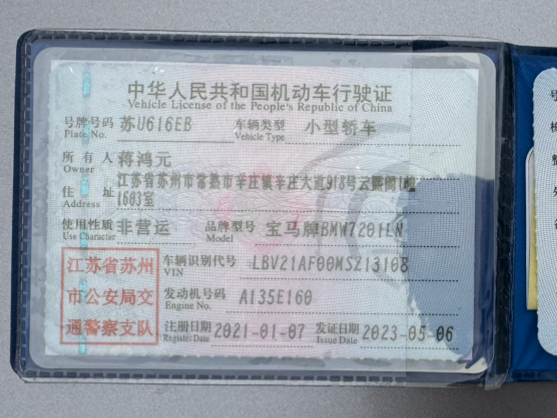 中华人民共和国机动车行驶证
Vehicle License of the People's Republic of China
号牌号码 苏U616EB 车辆类型 小型轿车
Plate No. Vehicle Type
所有人 蒋鸿元
Owner
住址 江苏省苏州市常熟市辛庄镇辛庄大道918号云
Address 1603室
使用性质 非营运 品牌型号 宝马牌BMW7201
Use Character Model
江苏省苏州
市公安局交
通警察支队
车辆识别代号 LBV21AF00MSZ13108
VIN
发动机号码 A135E160
Engine No.
注册日期 2021-01-07 发证日期 2023-05-06
Register Date Issue Date